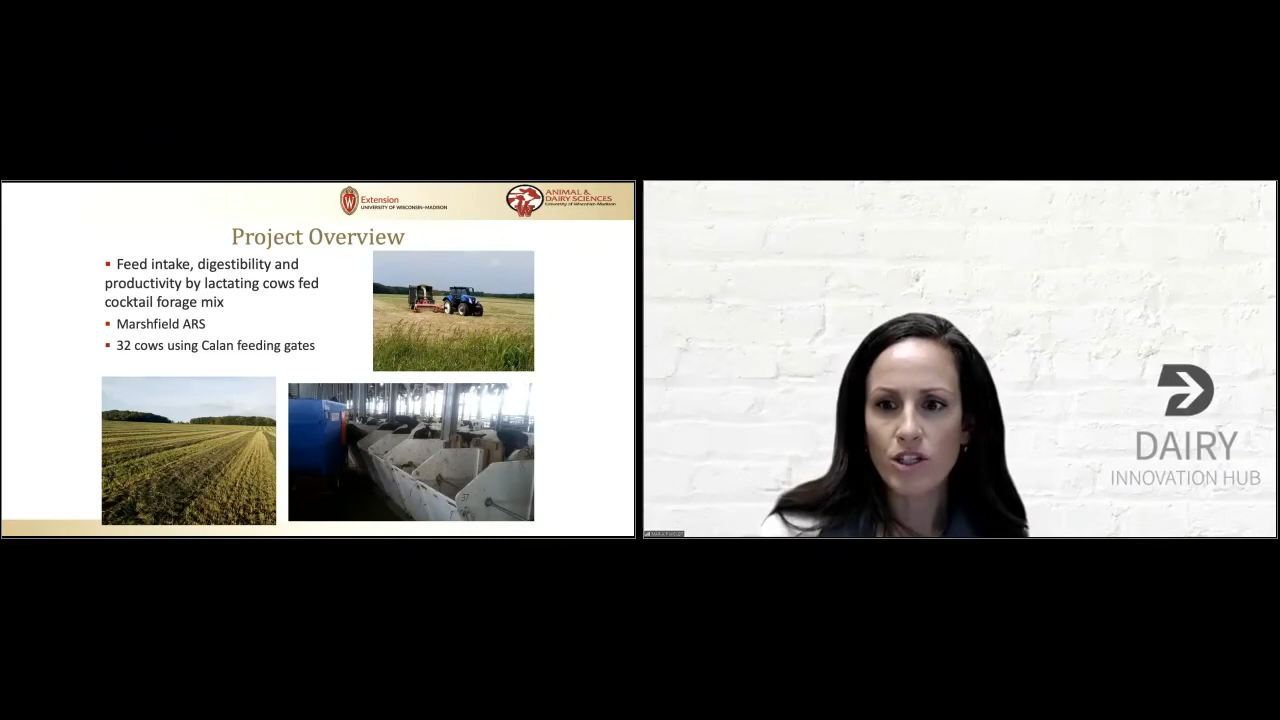 Extension
UNIVERSITY OF WISCONSIN–MADISON
ANIMAL &
DAIRY SCIENCES
University of Wisconsin-Madison
Project Overview
▪ Feed intake, digestibility and
productivity by lactating cows fed
cocktail forage mix
▪ Marshfield ARS
▪ 32 cows using Calan feeding gates
37
DAIRY
INNOVATION HUB